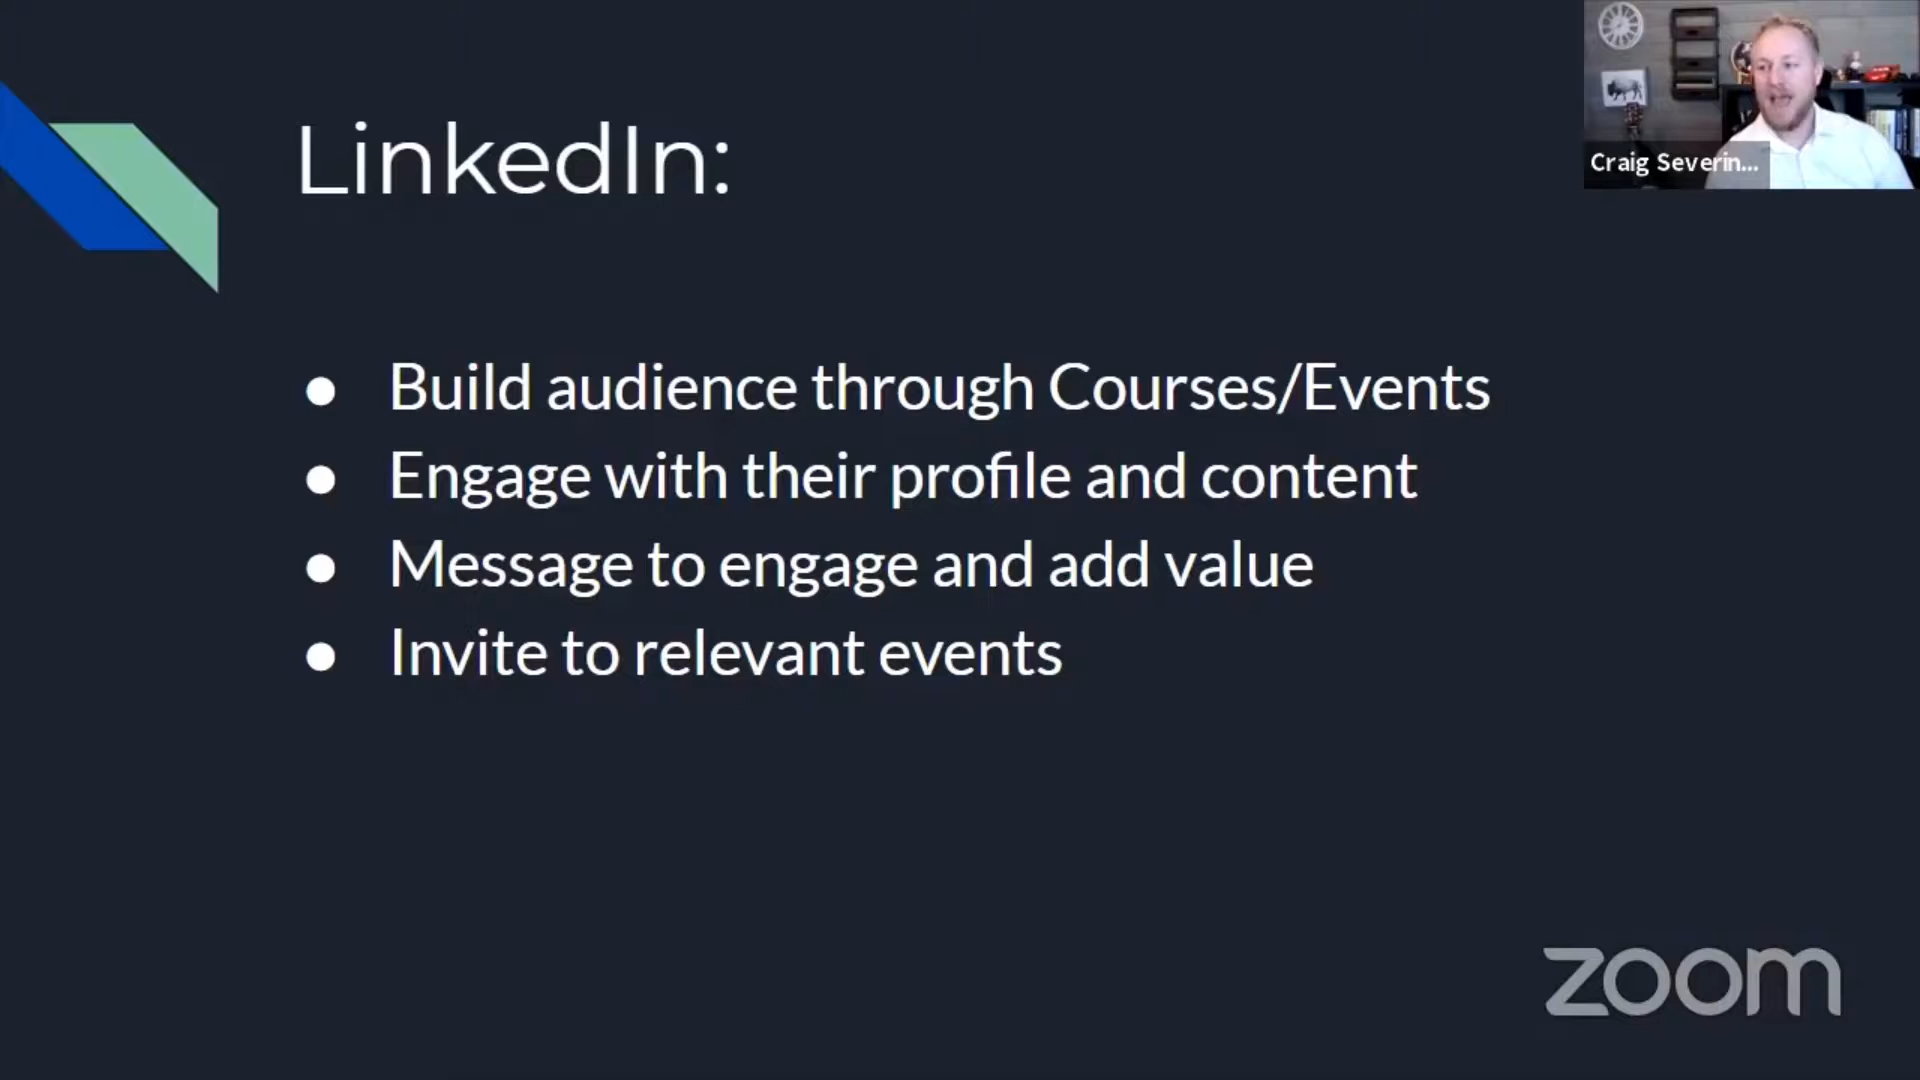 LinkedIn:
Craig Severin...
● Build audience through Courses/Events
● Engage with their profile and content
● Message to engage and add value
● Invite to relevant events
zoom